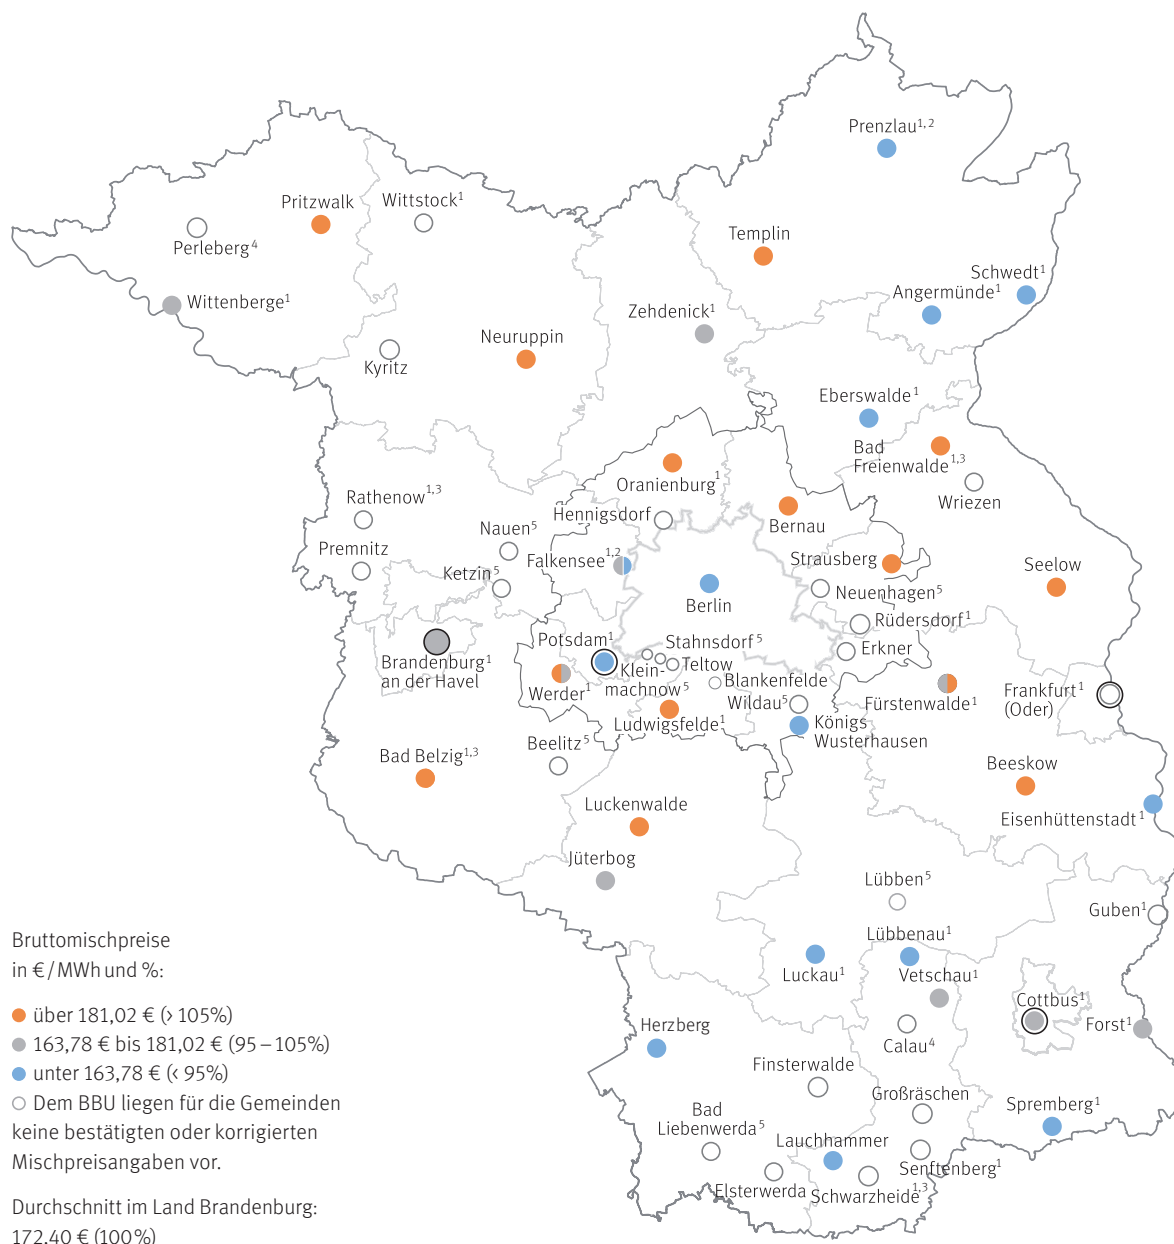 Prenzlau1,2
Pritzwalk
Wittstock1
Perleberg4
Templin
Schwedt1
Angermünde1
Wittenberge1
Zehdenick1
Neuruppin
Kyritz
Eberswalde1
Bad
Freienwalde1,3
Oranienburg1
Wriezen
Rathenow1,3
Hennigsdorf
Nauen5
Bernau
Premnitz
Falkensee1,2
Strausberg
Seelow
Ketzin5
Berlin
Neuenhagen5
Rüdersdorf1
Potsdam1
Stahnsdorf5
Erkner
Brandenburg1
an der Havel
Klein-
machnow5
Teltow
Blankenfelde
Werder1
Wildau5
Fürstenwalde1
Frankfurt1
(Oder)
Ludwigsfelde1
Königs
Wusterhausen
Beelitz5
Bad Belzig1,3
Beeskow
Luckenwalde
Eisenhüttenstadt1
Jüterbog
Lübben5
Guben1
Lübbenau1
Luckau1
Vetschau1
Cottbus1
Forst1
Herzberg
Calau4
Finsterwalde
Großräschen
Bad
Liebenwerda5
Spremberg1
Lauchhammer
Senftenberg1
Elsterwerda
Schwarzheide1,3
Bruttomischpreise
in €/MWh und %:
über 181,02 € (> 105%)
163,78 € bis 181,02 € (95–105%)
unter 163,78 € (< 95%)
Dem BBU liegen für die Gemeinden
keine bestätigten oder korrigierten
Mischpreisangaben vor.
Durchschnitt im Land Brandenburg:
172,40 € (100%)